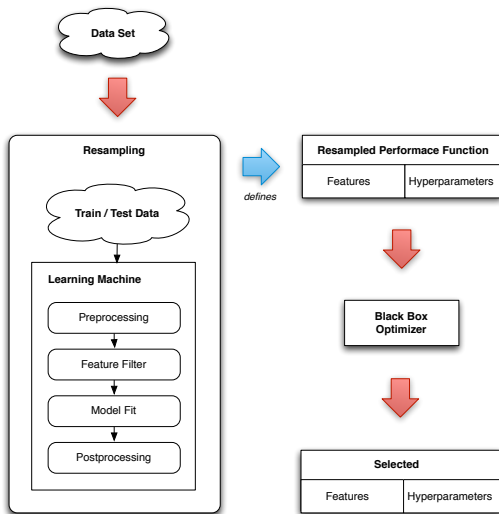 Data Set
Resampling
Train / Test Data
Learning Machine
Preprocessing
Feature Filter
Model Fit
Postprocessing
defines
Resampled Performace Function
Features
Hyperparameters
Black Box
Optimizer
Selected
Features
Hyperparameters